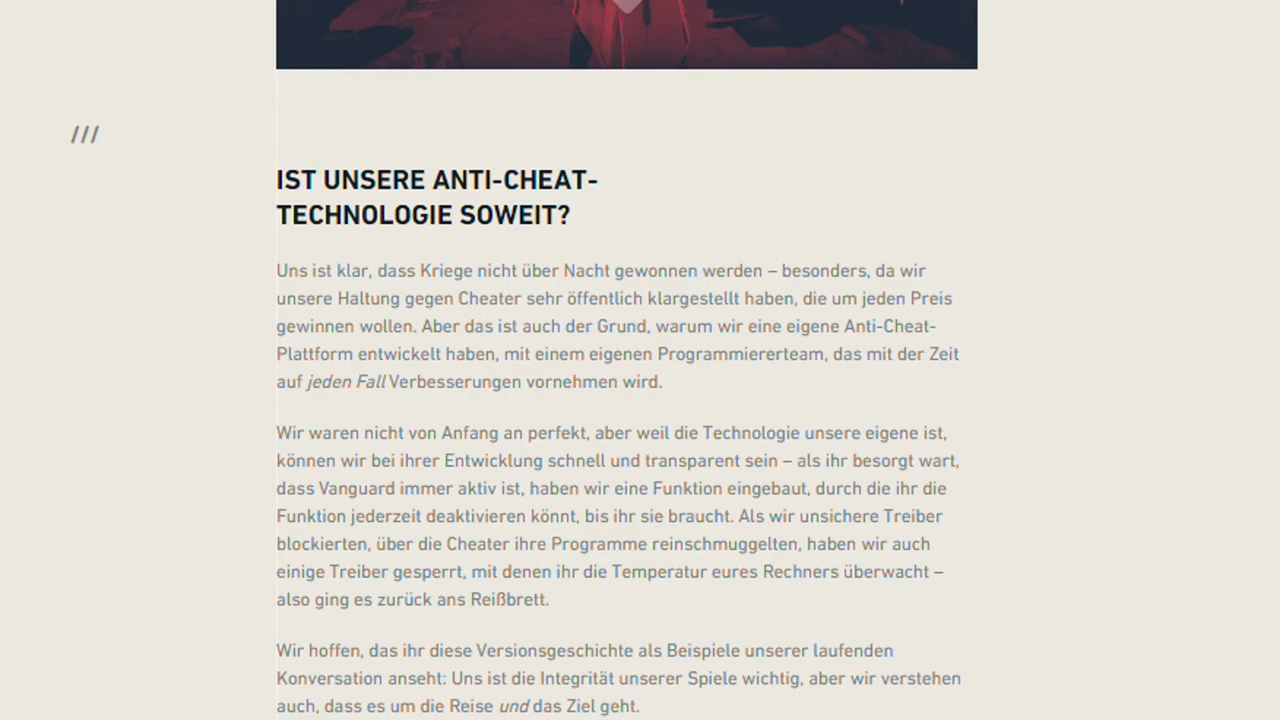 ///
IST UNSERE ANTI-CHEAT-
TECHNOLOGIE SOWEIT?
Uns ist klar, dass Kriege nicht über Nacht gewonnen werden – besonders, da wir
unsere Haltung gegen Cheater sehr öffentlich klargestellt haben, die um jeden Preis
gewinnen wollen. Aber das ist auch der Grund, warum wir eine eigene Anti-Cheat-
Plattform entwickelt haben, mit einem eigenen Programmiererteam, das mit der Zeit
auf jeden Fall Verbesserungen vornehmen wird.
Wir waren nicht von Anfang an perfekt, aber weil die Technologie unsere eigene ist,
können wir bei ihrer Entwicklung schnell und transparent sein – als ihr besorgt wart,
dass Vanguard immer aktiv ist, haben wir eine Funktion eingebaut, durch die ihr die
Funktion jederzeit deaktivieren könnt, bis ihr sie braucht. Als wir unsichere Treiber
blockierten, über die Cheater ihre Programme reinschmuggelten, haben wir auch
einige Treiber gesperrt, mit denen ihr die Temperatur eures Rechners überwacht –
also ging es zurück ans Reißbrett.
Wir hoffen, das ihr diese Versionsgeschichte als Beispiele unserer laufenden
Konversation anseht: Uns ist die Integrität unserer Spiele wichtig, aber wir verstehen
auch, dass es um die Reise und das Ziel geht.